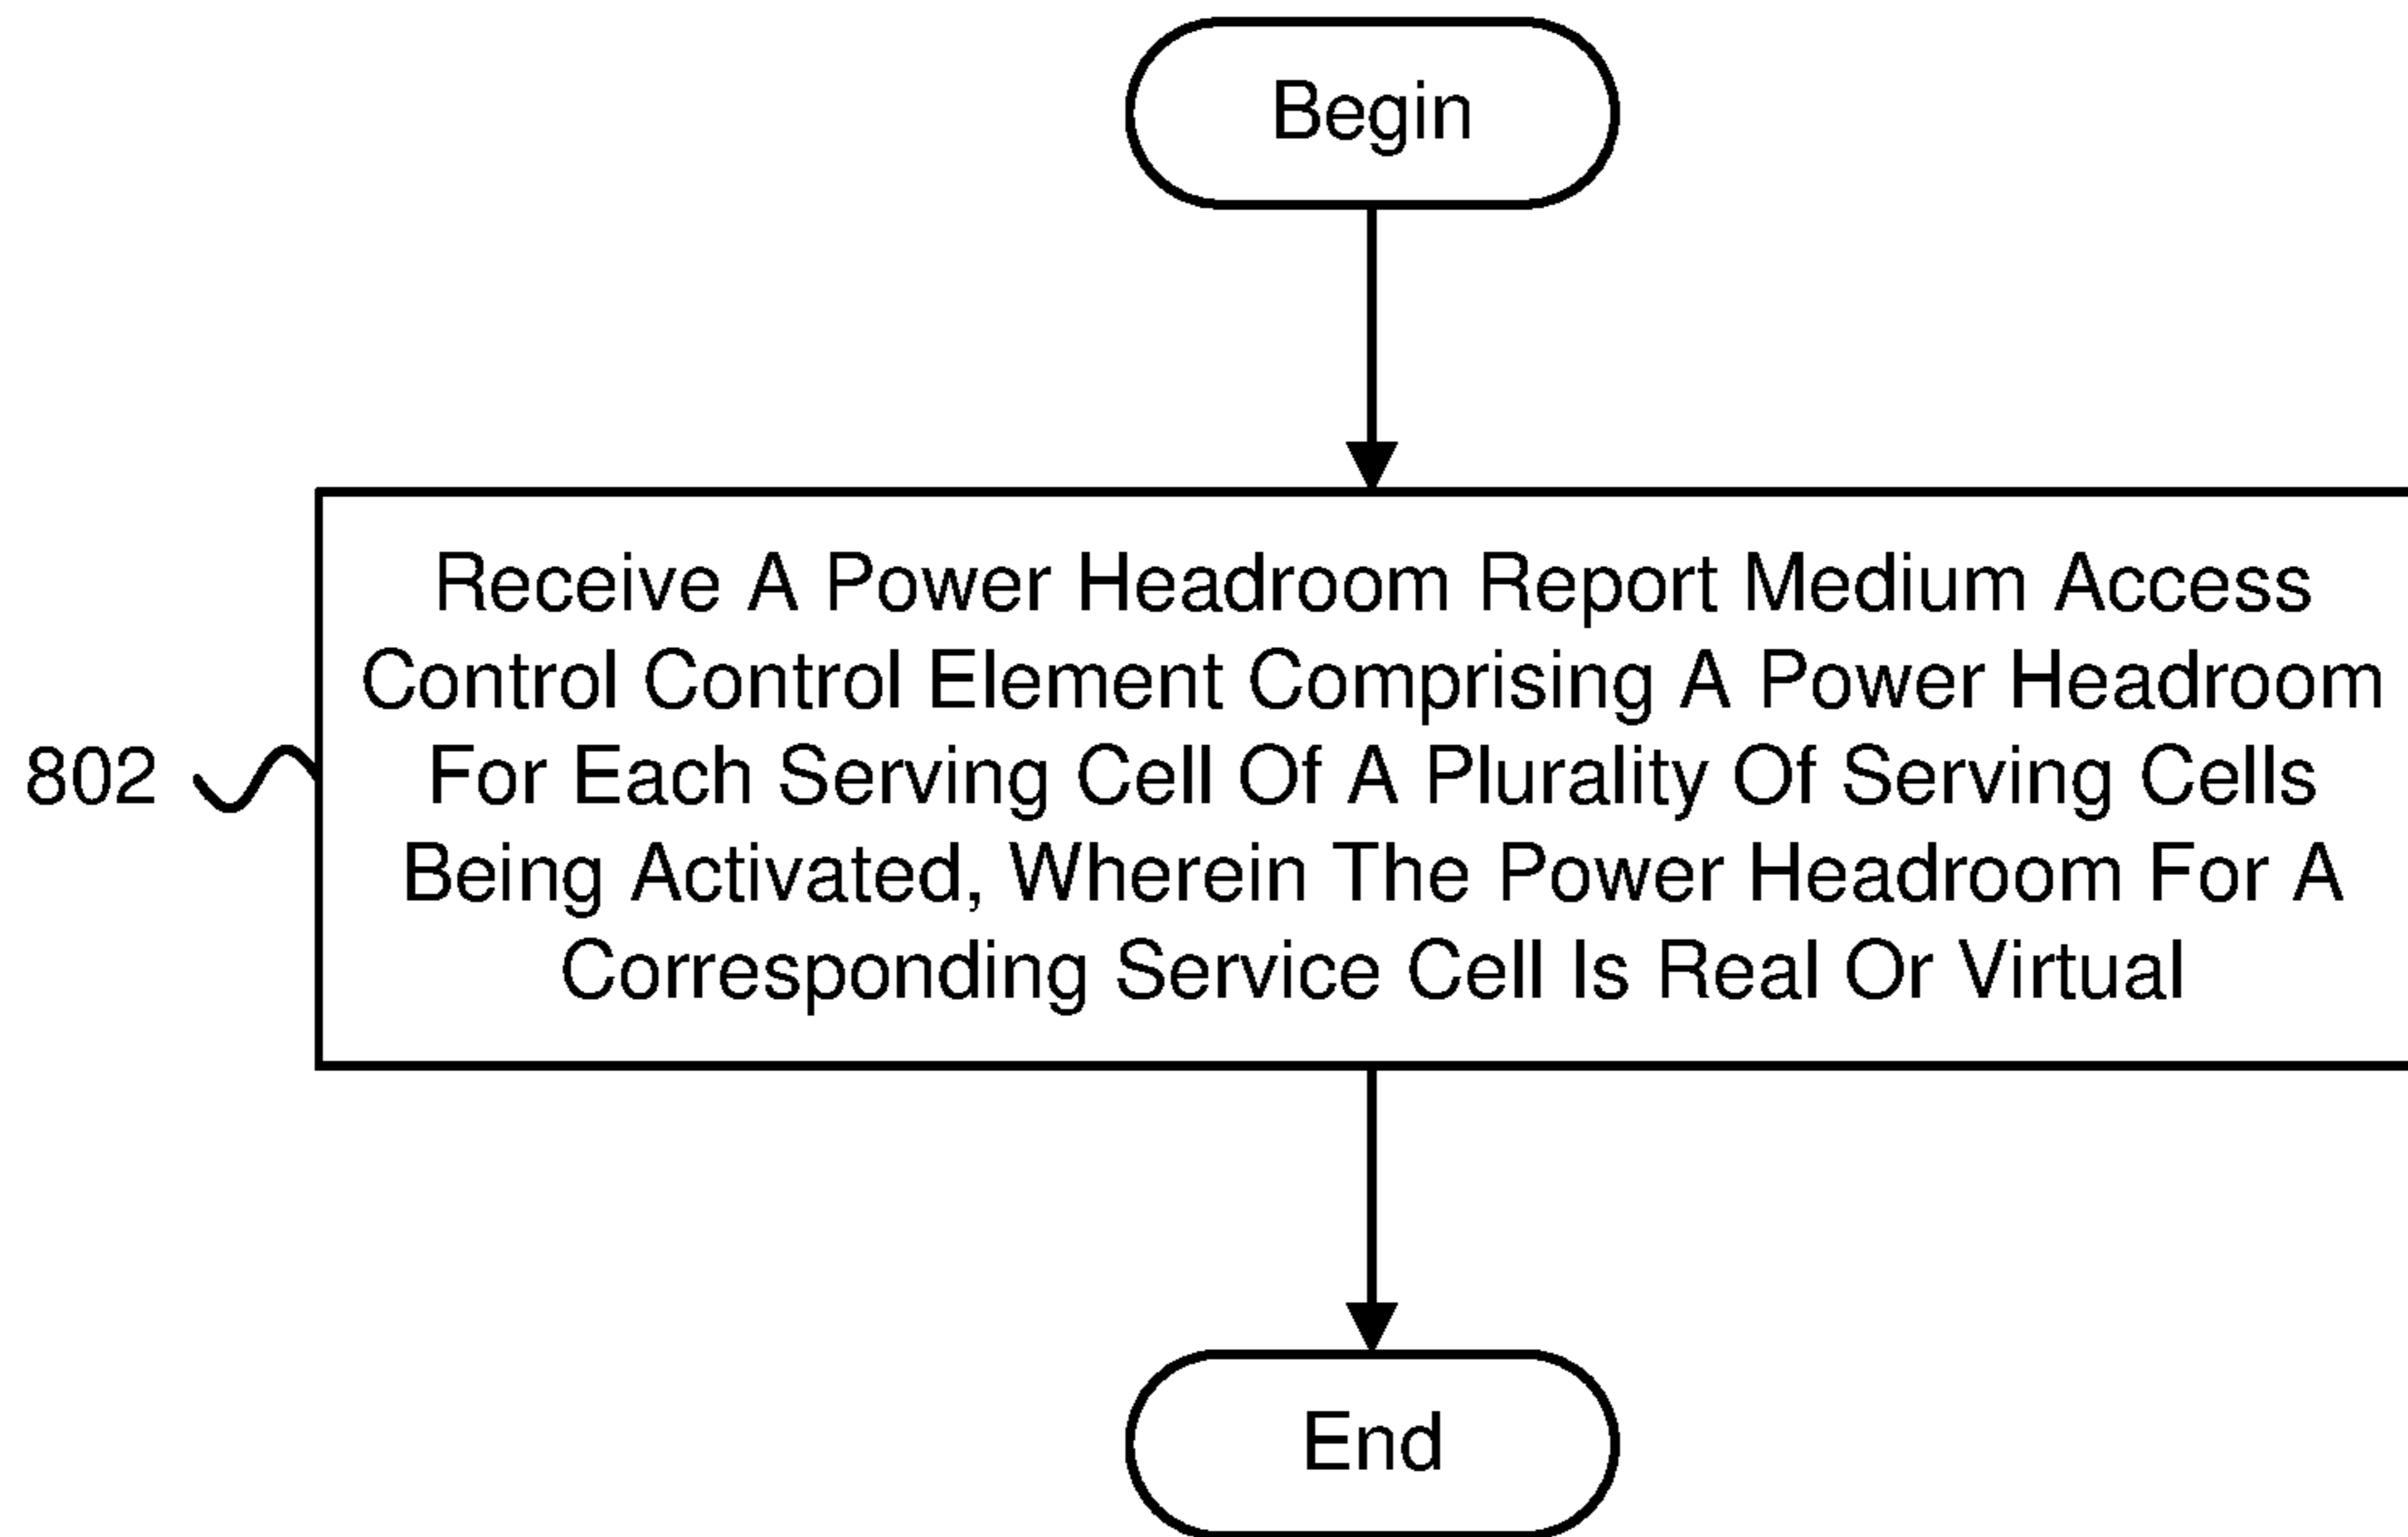 Begin
Receive A Power Headroom Report Medium Access
Control Control Element Comprising A Power Headroom
For Each Serving Cell Of A Plurality Of Serving Cells
Being Activated, Wherein The Power Headroom For A
Corresponding Service Cell Is Real Or Virtual
802
End